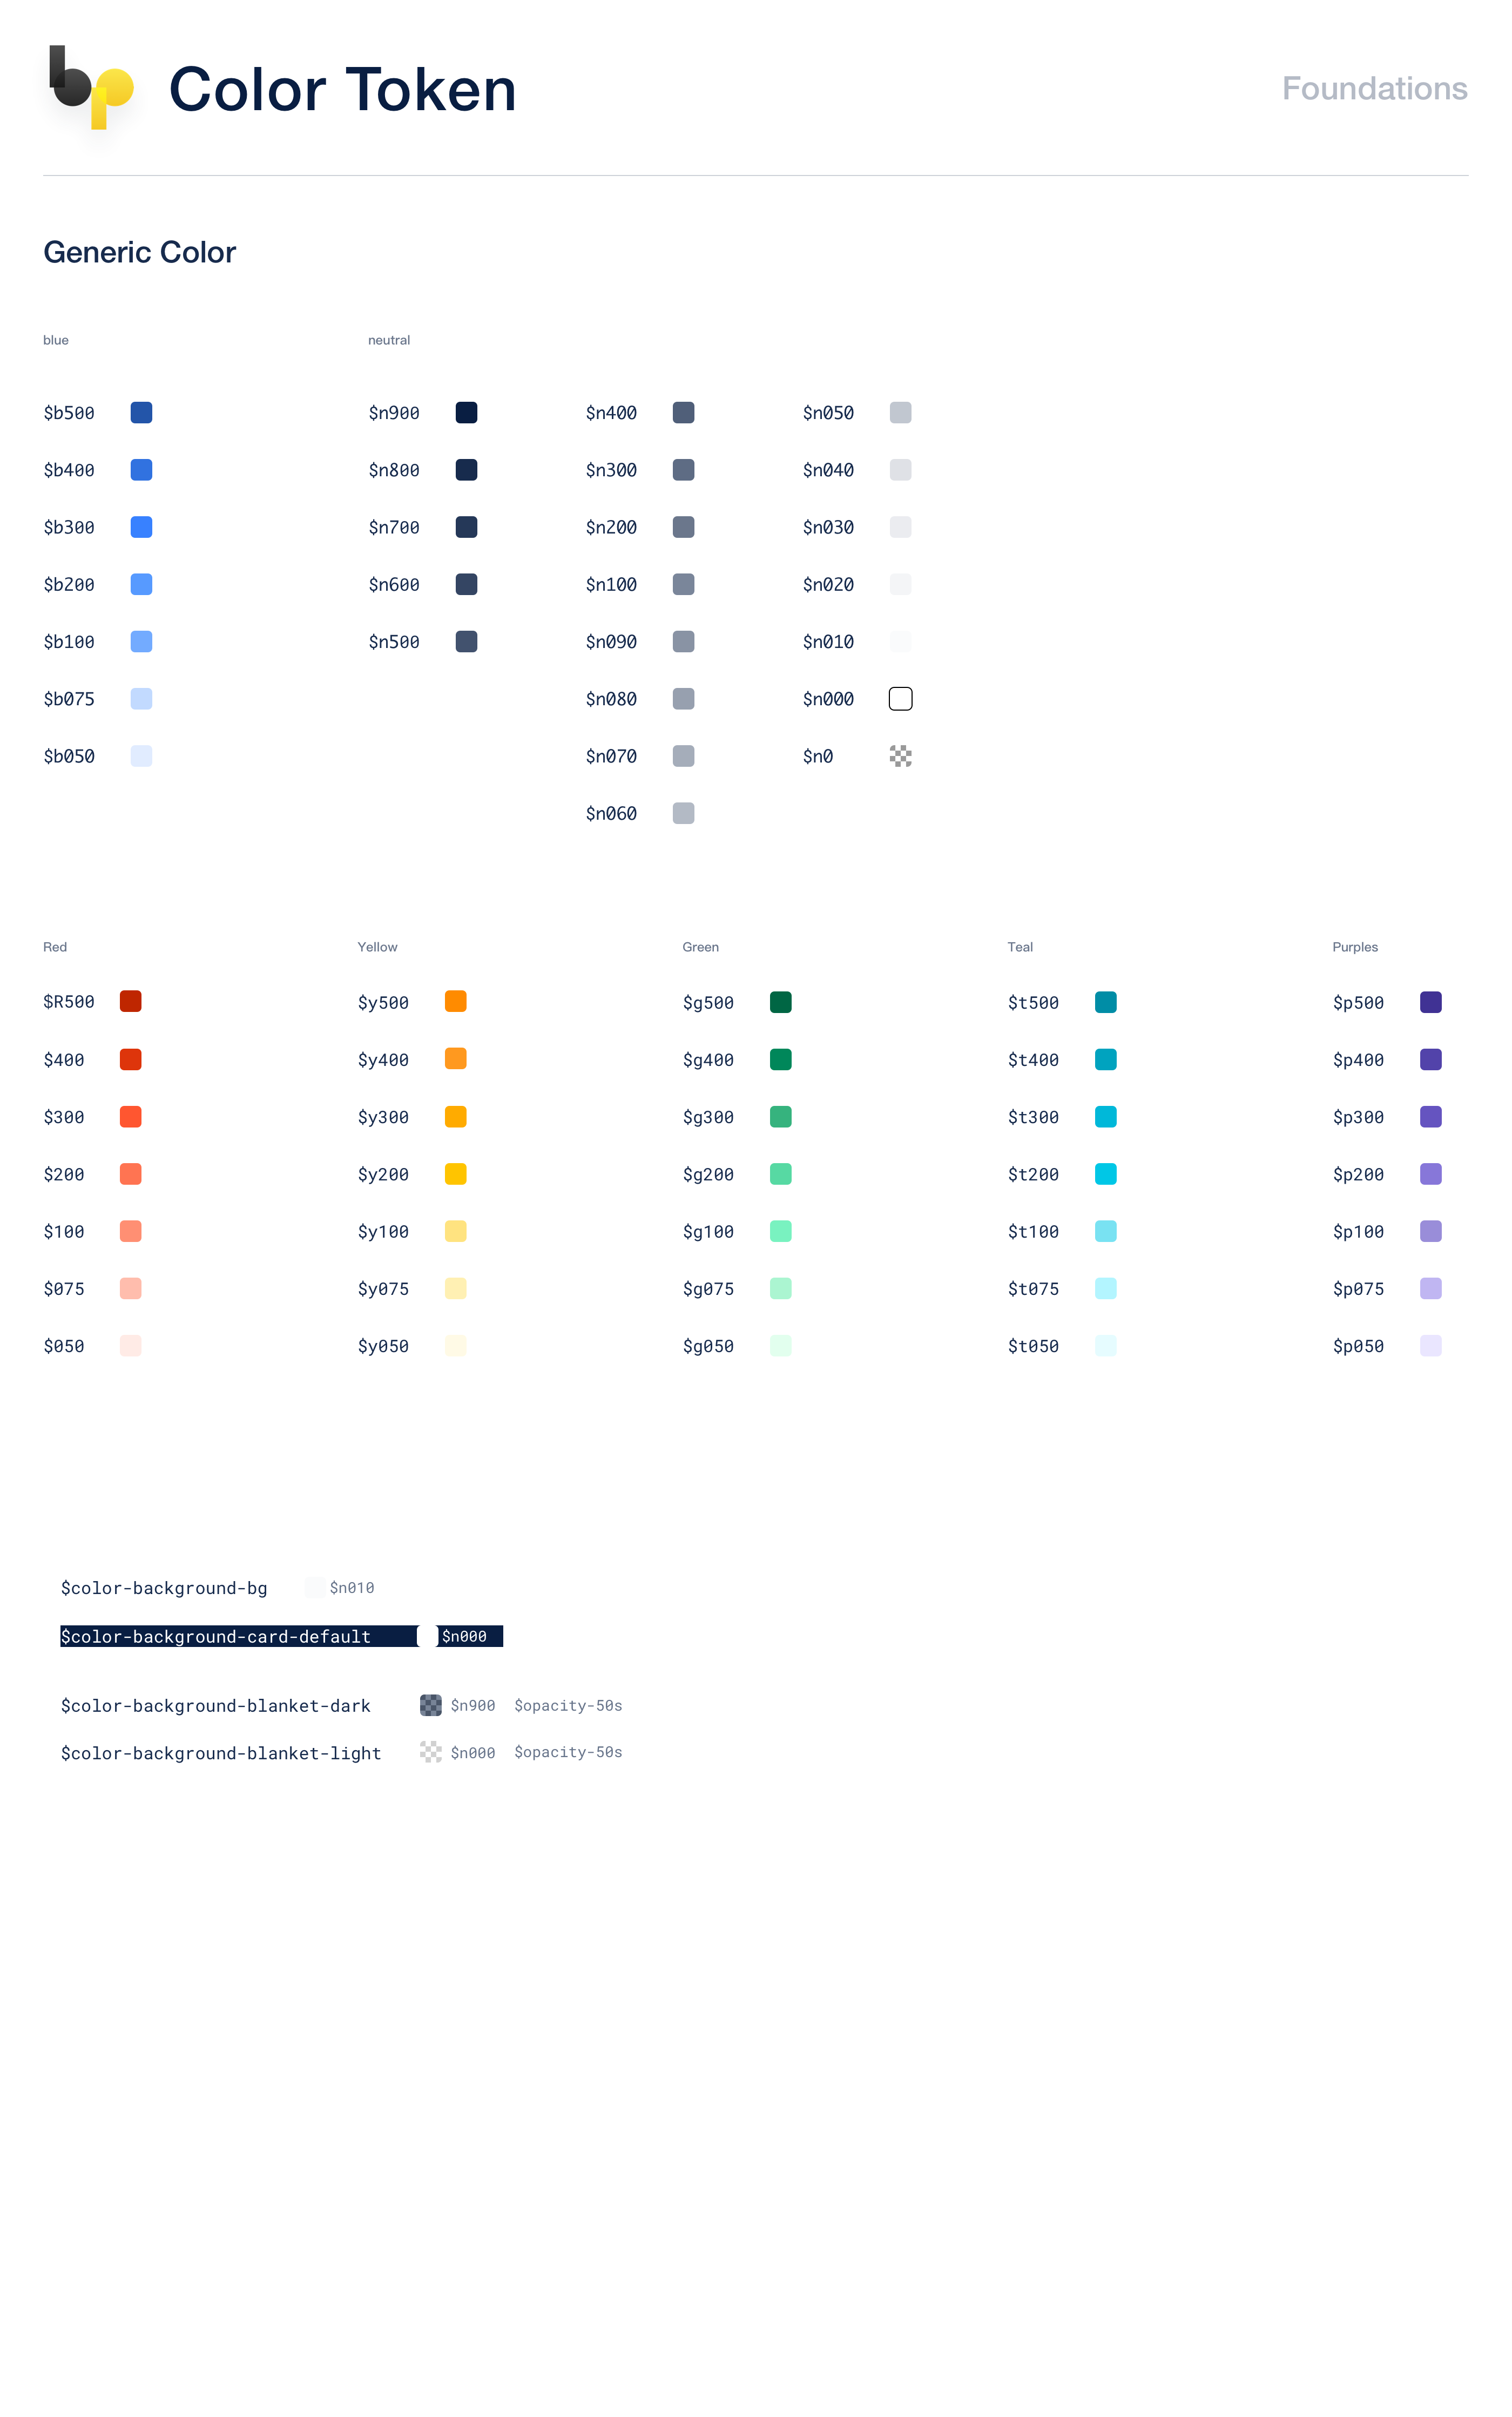 bp
Color Token
Foundations
Generic Color
blue
$b500
$b400
$b300
$b200
$b100
$b075
$b050
neutral
$n900
$n800
$n700
$n600
$n500
$n400
$n300
$n200
$n100
$n090
$n080
$n070
$n060
$n050
$n040
$n030
$n020
$n010
$n000
$n0
Red
$R500
$400
$300
$200
$100
$075
$050
Yellow
$y500
$y400
$y300
$y200
$y100
$y075
$y050
Green
$g500
$g400
$g300
$g200
$g100
$g075
$g050
Teal
$t500
$t400
$t300
$t200
$t100
$t075
$t050
Purples
$p500
$p400
$p300
$p200
$p100
$p075
$p050
$color-background-bg $n010
$color-background-card-default $n000
$color-background-blanket-dark $n900 $opacity-50s
$color-background-blanket-light $n000 $opacity-50s